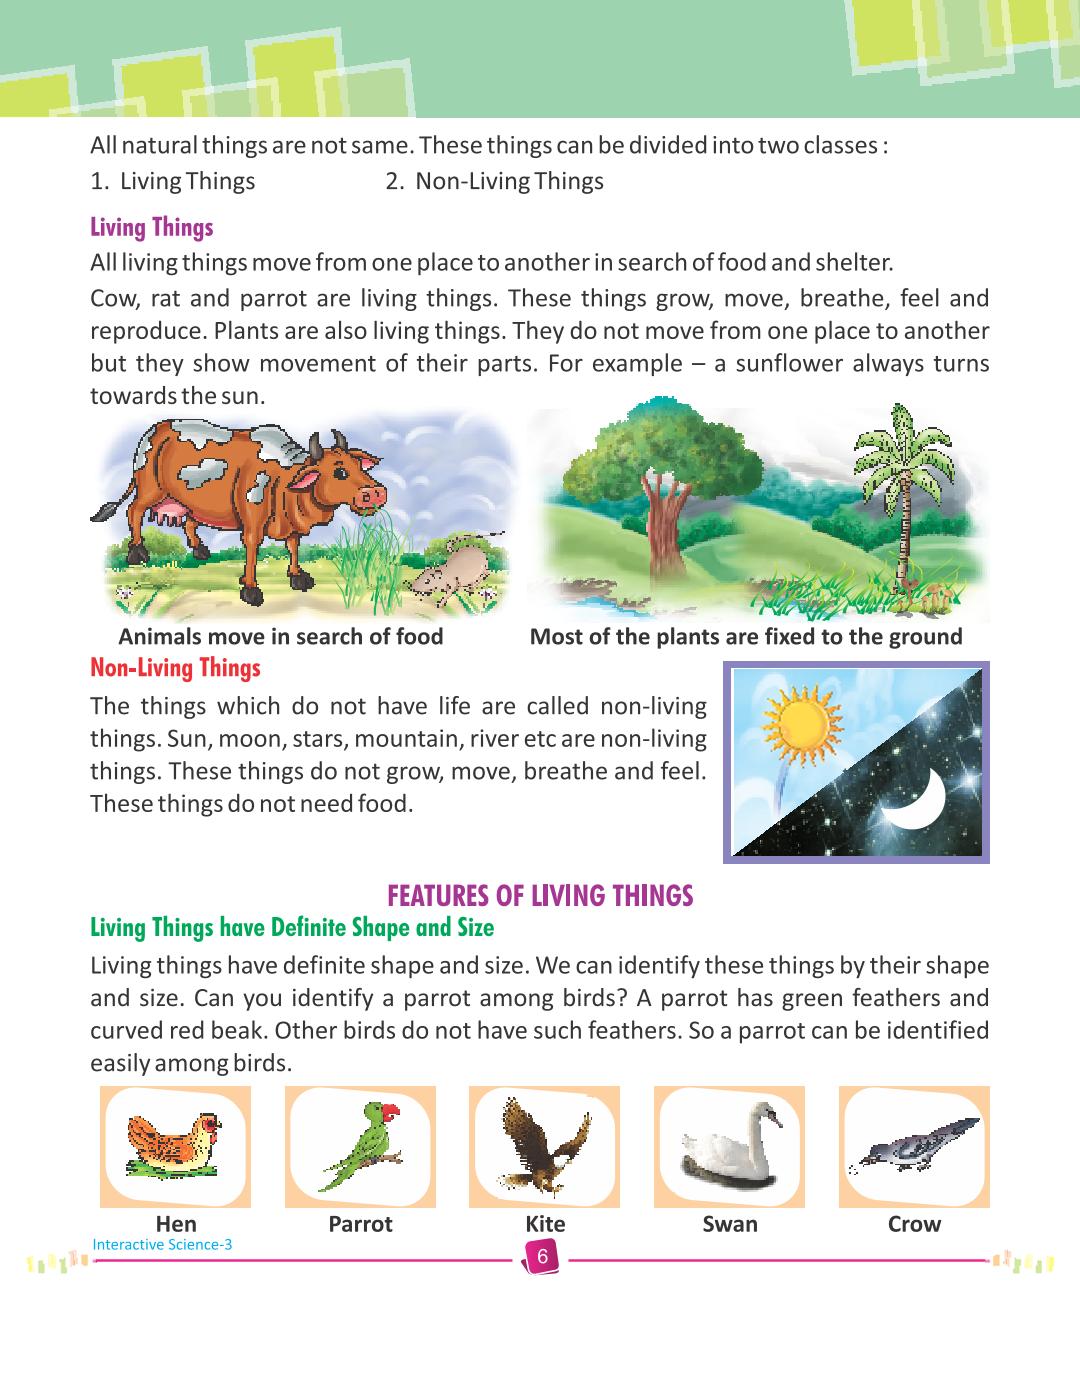 All natural things are not same. These things can be divided into two classes :
1. Living Things 2. Non-Living Things
Living Things
All living things move from one place to another in search of food and shelter.
Cow, rat and parrot are living things. These things grow, move, breathe, feel and
reproduce. Plants are also living things. They do not move from one place to another
but they show movement of their parts. For example – a sunflower always turns
towards the sun.
Animals move in search of food
Most of the plants are fixed to the ground
Non-Living Things
The things which do not have life are called non-living
things. Sun, moon, stars, mountain, river etc are non-living
things. These things do not grow, move, breathe and feel.
These things do not need food.
FEATURES OF LIVING THINGS
Living Things have Definite Shape and Size
Living things have definite shape and size. We can identify these things by their shape
and size. Can you identify a parrot among birds? A parrot has green feathers and
curved red beak. Other birds do not have such feathers. So a parrot can be identified
easily among birds.
Hen Parrot Kite Swan Crow
Interactive Science-3
6